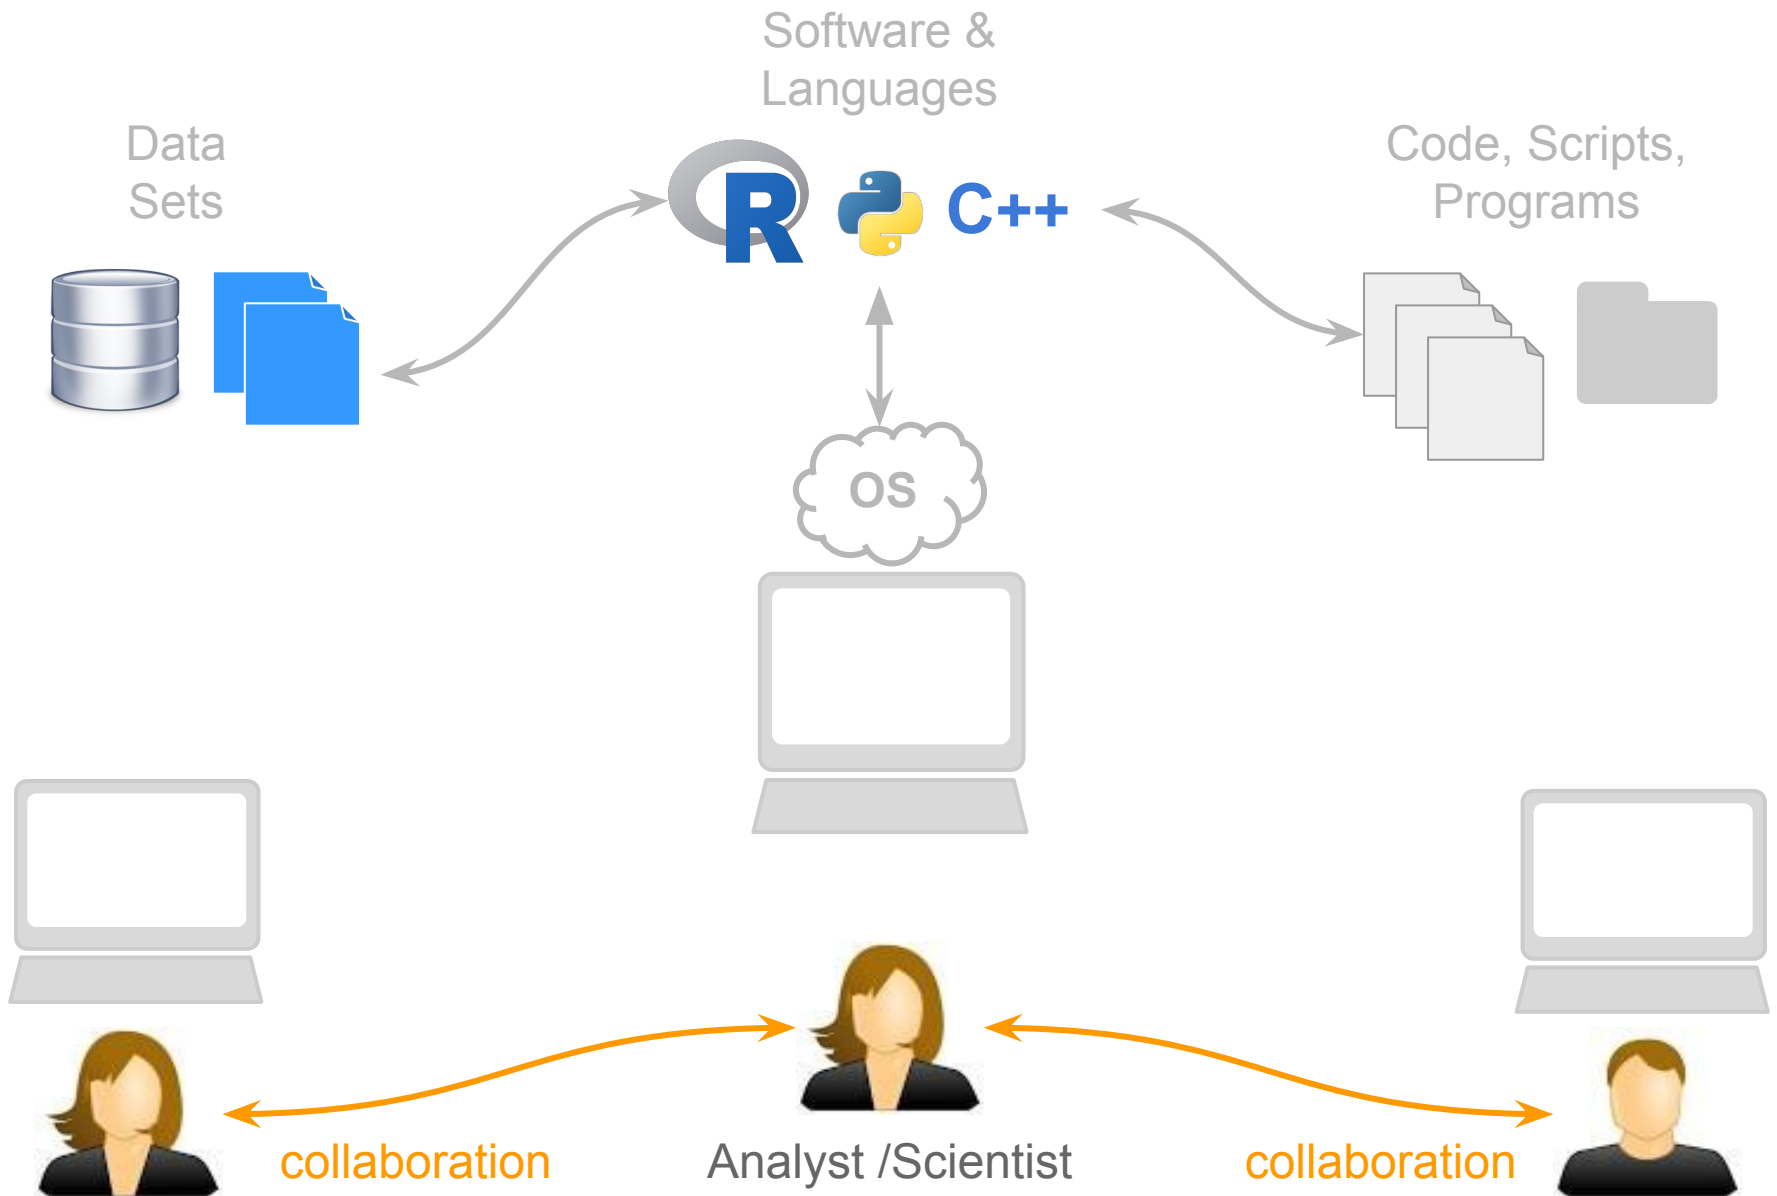 Software &
Languages
Data
Sets
Code, Scripts,
Programs
R
C++
OS
collaboration
Analyst /Scientist
collaboration